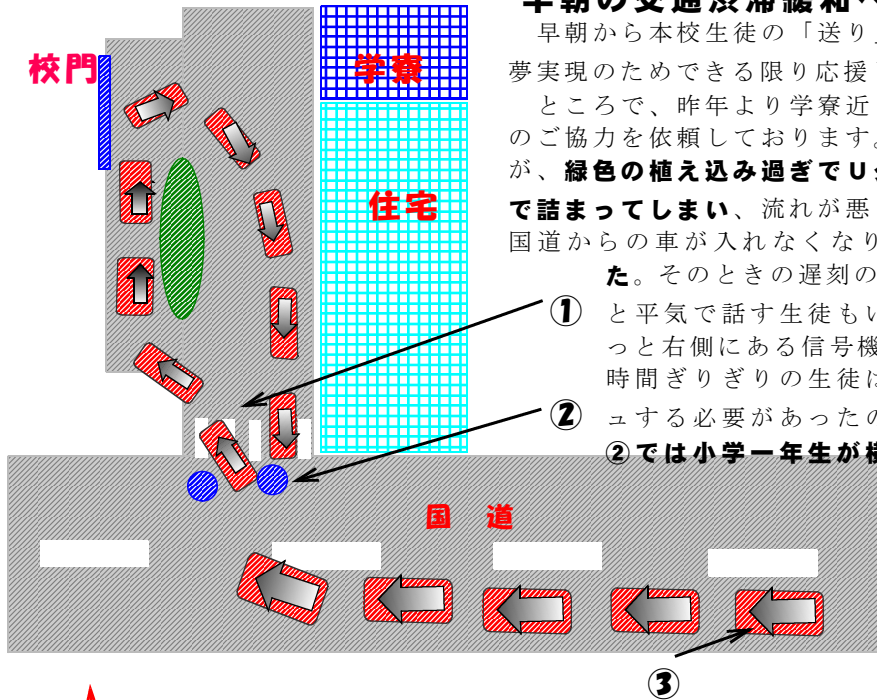 早朝の交通渋滞緩和へ
早朝から本校生徒の「送り
夢実現のためできる限り応援
ところで、昨年より学寮近
のご協力を依頼しております。
が、緑色の植え込み過ぎでU
で詰まってしまい、流れが悪
国道からの車が入れなくなり
た。そのときの遅刻の
① と平気で話す生徒もい
っと右側にある信号機
時間ぎりぎりの生徒は
② ュする必要があったの
②では小学一年生が横
校門
学寮
住宅
国道
③